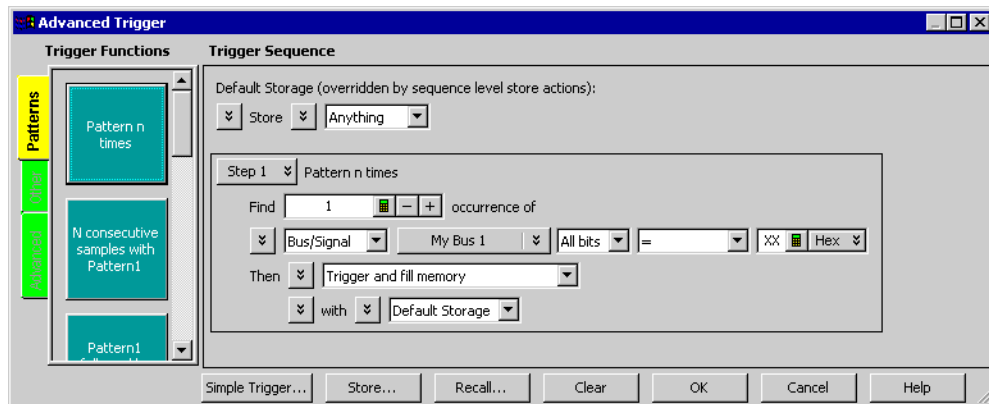 Advanced Trigger
Trigger Functions
Trigger Sequence
Patterns
Other
Advanced
Pattern n
times
N consecutive
samples with
Pattern1
Pattern1
Default Storage (overridden by sequence level store actions):
Store Anything
Step 1 Pattern n times
Find 1 - + occurrence of
Bus/Signal My Bus 1 All bits = XX Hex
Then Trigger and fill memory
with Default Storage
Simple Trigger... Store... Recall... Clear OK Cancel Help